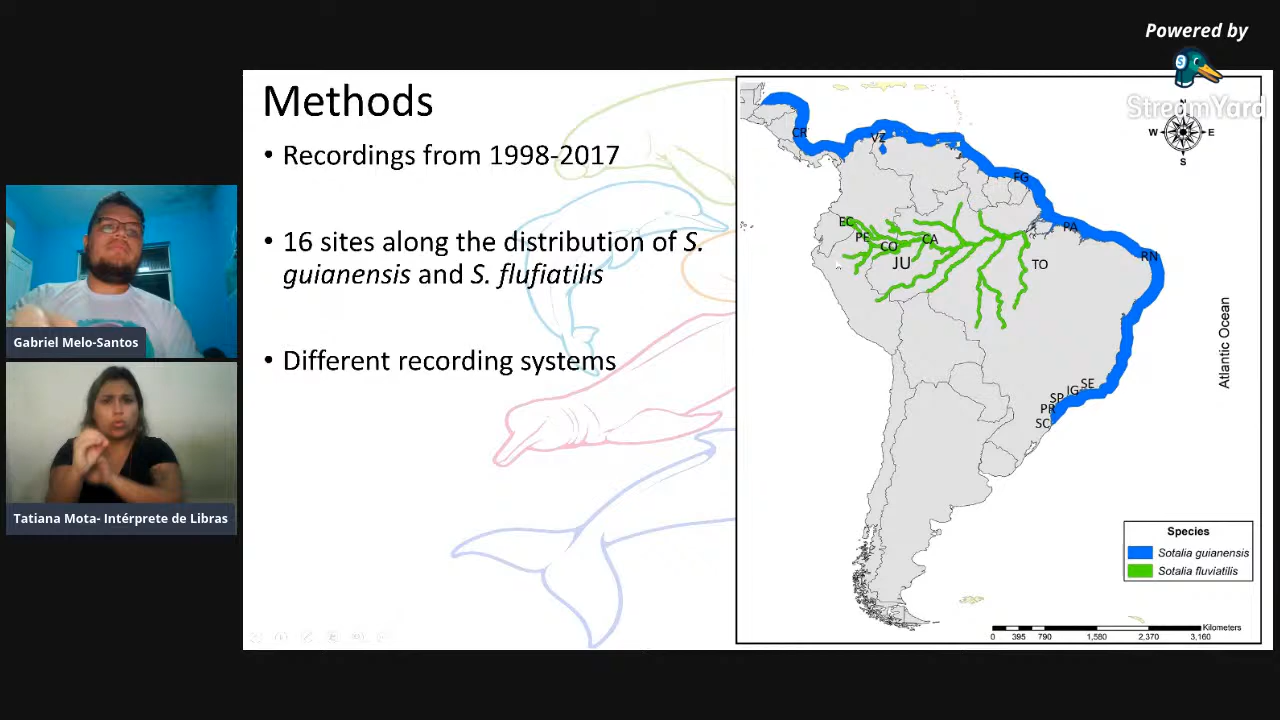 Powered by
StreamYard
Methods
• Recordings from 1998-2017
• 16 sites along the distribution of S.
guianensis and S. flufiatilis
• Different recording systems
Gabriel Melo-Santos
Tatiana Mota- Intérprete de Libras
N
W E
S
CR
VZ
FG
EC
PE
CO
CA
JU
PA
TO
RN
SE
IG
SP
PR
SC
Atlantic Ocean
Species
Sotalia guianensis
Sotalia fluviatilis
Kilometers
0 395 790 1,580 2,370 3,160